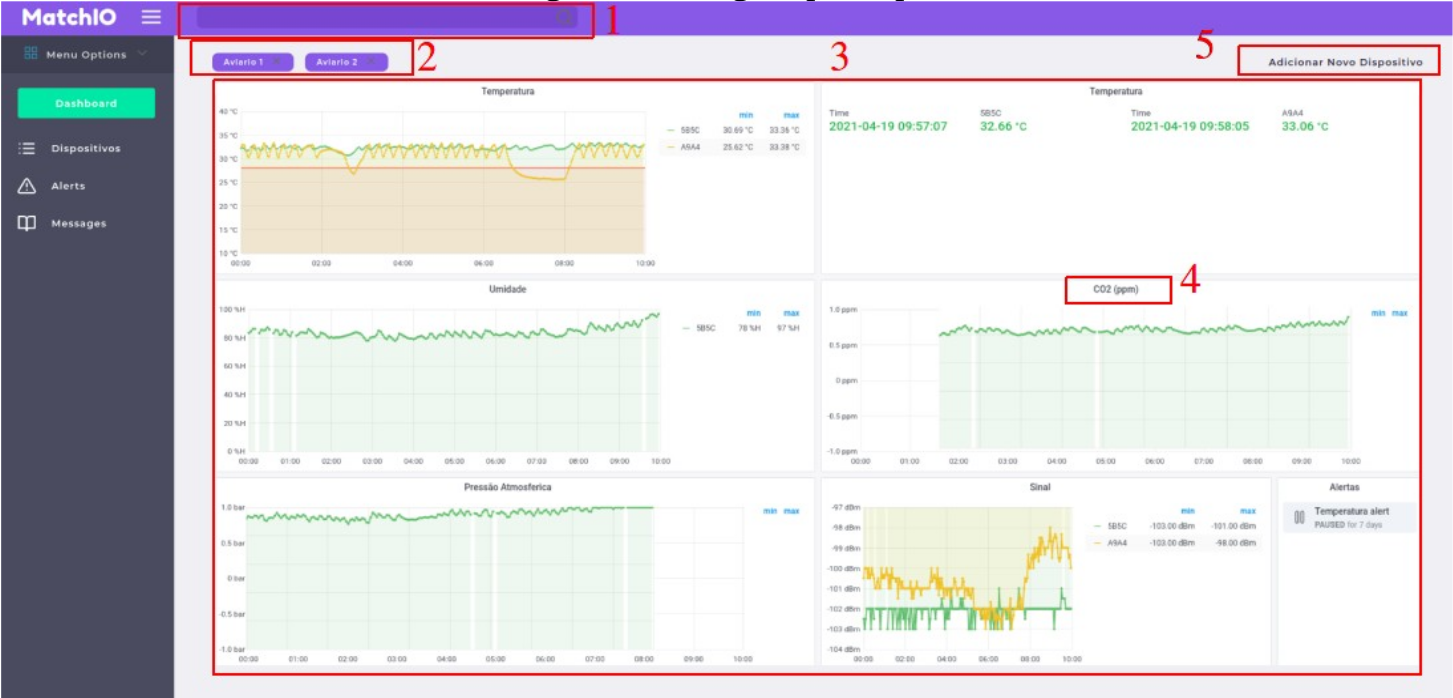 MatchIO
1
Menu Options
Aviario 1 ×
Aviario 2 ×
2
3
5
Adicionar Novo Dispositivo
Dashboard
Dispositivos
Alerts
Messages
Temperatura
40 °C
35 °C
30 °C
25 °C
20 °C
15 °C
10 °C
00:00 02:00 04:00 06:00 08:00 10:00
min max
5B5C 30.69 °C 33.36 °C
A9A4 25.62 °C 33.38 °C
Temperatura
Time 5B5C Time A9A4
2021-04-19 09:57:07 32.66 °C 2021-04-19 09:58:05 33.06 °C
Umidade
100 %H
80 %H
60 %H
40 %H
20 %H
0 %H
00:00 01:00 02:00 03:00 04:00 05:00 06:00 07:00 08:00 09:00 10:00
min max
5B5C 78 %H 97 %H
CO2 (ppm)
4
1.0 ppm
0.5 ppm
0 ppm
-0.5 ppm
-1.0 ppm
00:00 01:00 02:00 03:00 04:00 05:00 06:00 07:00 08:00 09:00 10:00
min max
Pressão Atmosferica
1.0 bar
0.5 bar
0 bar
-0.5 bar
-1.0 bar
00:00 01:00 02:00 03:00 04:00 05:00 06:00 07:00 08:00 09:00 10:00
min max
Sinal
-97 dBm
-98 dBm
-99 dBm
-100 dBm
-101 dBm
-102 dBm
-103 dBm
-104 dBm
00:00 02:00 04:00 06:00 08:00 10:00
min max
5B5C -103.00 dBm -101.00 dBm
A9A4 -103.00 dBm -98.00 dBm
Alertas
Temperatura alert
PAUSED for 7 days